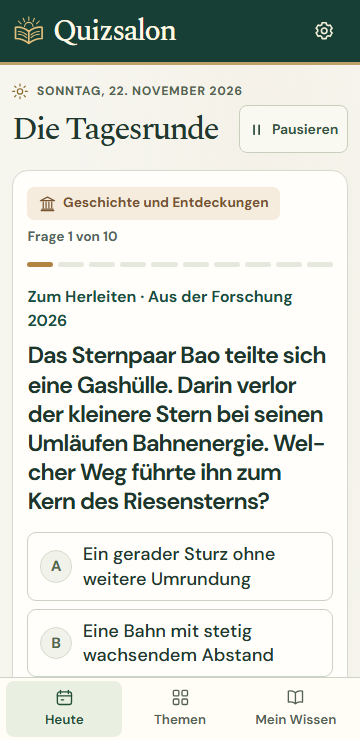 Quizsalon
SONNTAG, 22. NOVEMBER 2026
Die Tagesrunde
Pausieren
Geschichte und Entdeckungen
Frage 1 von 10
Zum Herleiten · Aus der Forschung
2026
Das Sternpaar Bao teilte sich
eine Gashülle. Darin verlor
der kleinere Stern bei seinen
Umläufen Bahnenergie. Wel-
cher Weg führte ihn zum
Kern des Riesensterns?
A
Ein gerader Sturz ohne
weitere Umrundung
B
Eine Bahn mit stetig
wachsendem Abstand
Heute
Themen
Mein Wissen